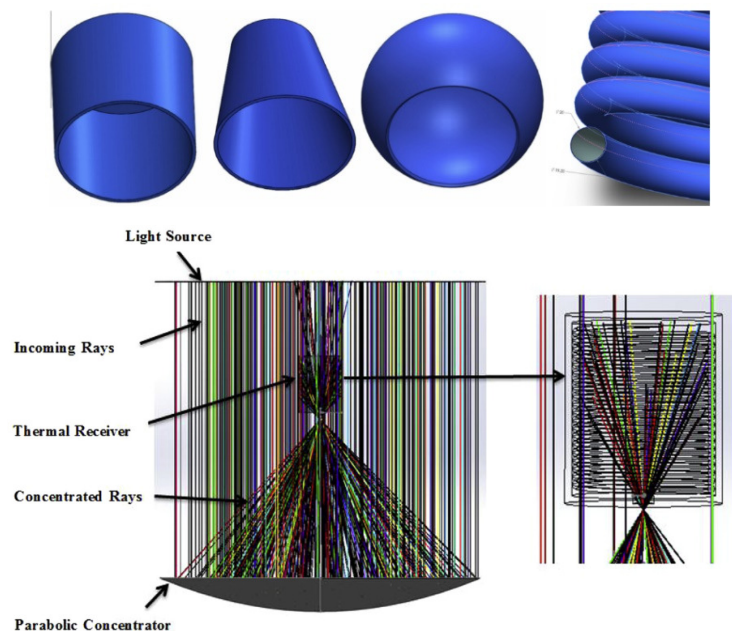 Light Source
Incoming Rays
Thermal Receiver
Concentrated Rays
Parabolic Concentrator